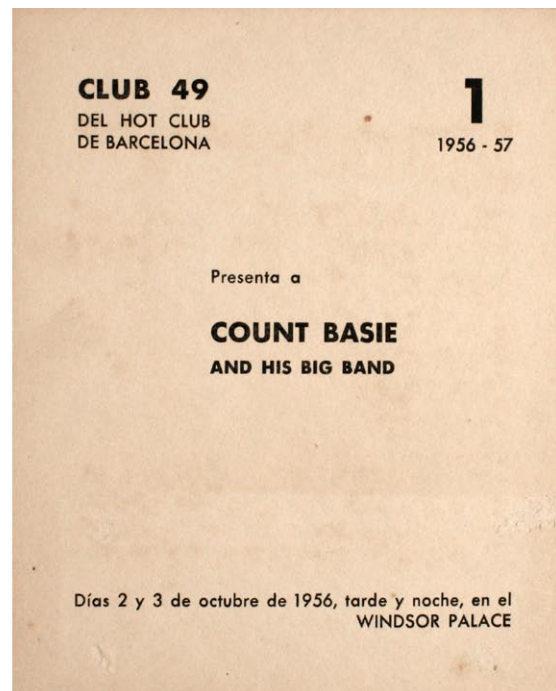 CLUB 49
DEL HOT CLUB
DE BARCELONA
1
1956 - 57
Presenta a
COUNT BASIE
AND HIS BIG BAND
Días 2 y 3 de octubre de 1956, tarde y noche, en el
WINDSOR PALACE